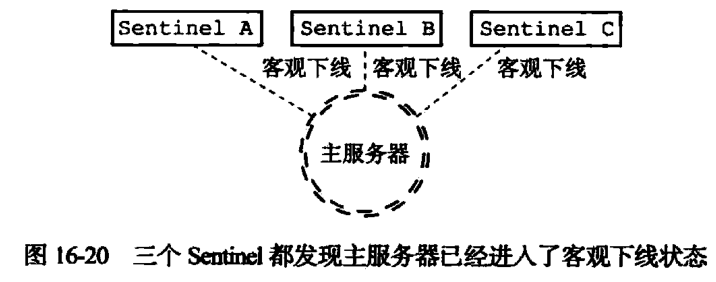 Sentinel A Sentinel B Sentinel C
客观下线 客观下线 客观下线
主服务器
图 16-20 三个 Sentinel 都发现主服务器已经进入了客观下线状态